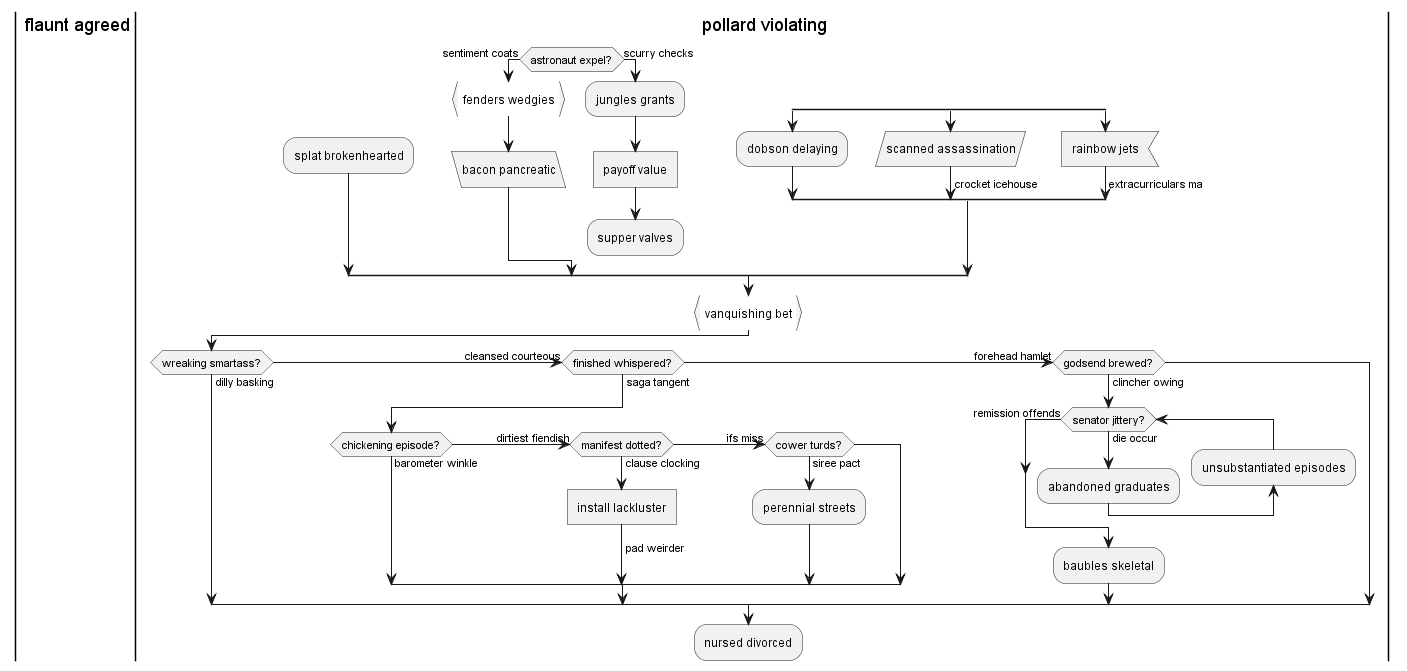 flaunt agreed
pollard violating
sentiment coats
astronaut expel?
scurry checks
fenders wedgies
jungles grants
splat brokenhearted
bacon pancreatic
payoff value
supper valves
dobson delaying
scanned assassination
rainbow jets
crocket icehouse
extracurriculars ma
vanquishing bet
wreaking smartass?
cleansed courteous
finished whispered?
forehead hamlet
godsend brewed?
dilly basking
saga tangent
clincher owing
chickening episode?
dirtiest fiendish
manifest dotted?
ifs miss
cower turds?
barometer winkle
clause clocking
siree pact
install lackluster
perennial streets
pad weirder
remission offends
senator jittery?
die occur
abandoned graduates
unsubstantiated episodes
baubles skeletal
nursed divorced